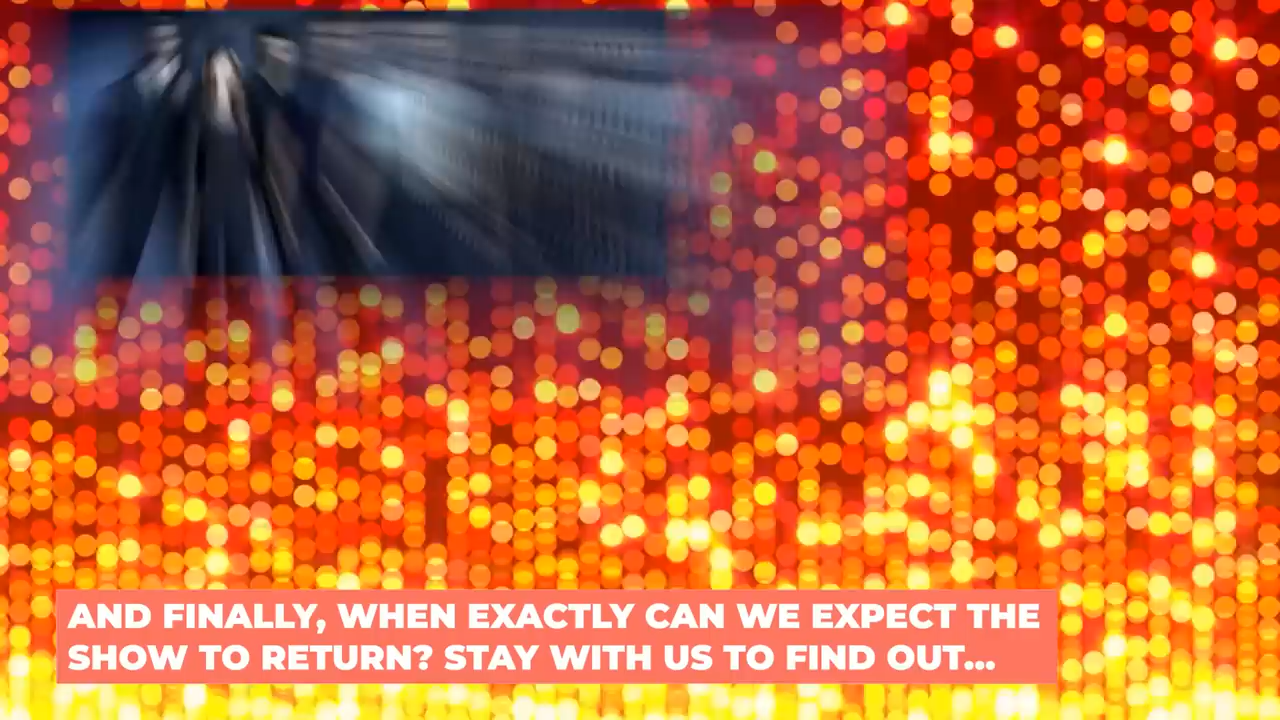 AND FINALLY, WHEN EXACTLY CAN WE EXPECT THE
SHOW TO RETURN? STAY WITH US TO FIND OUT...